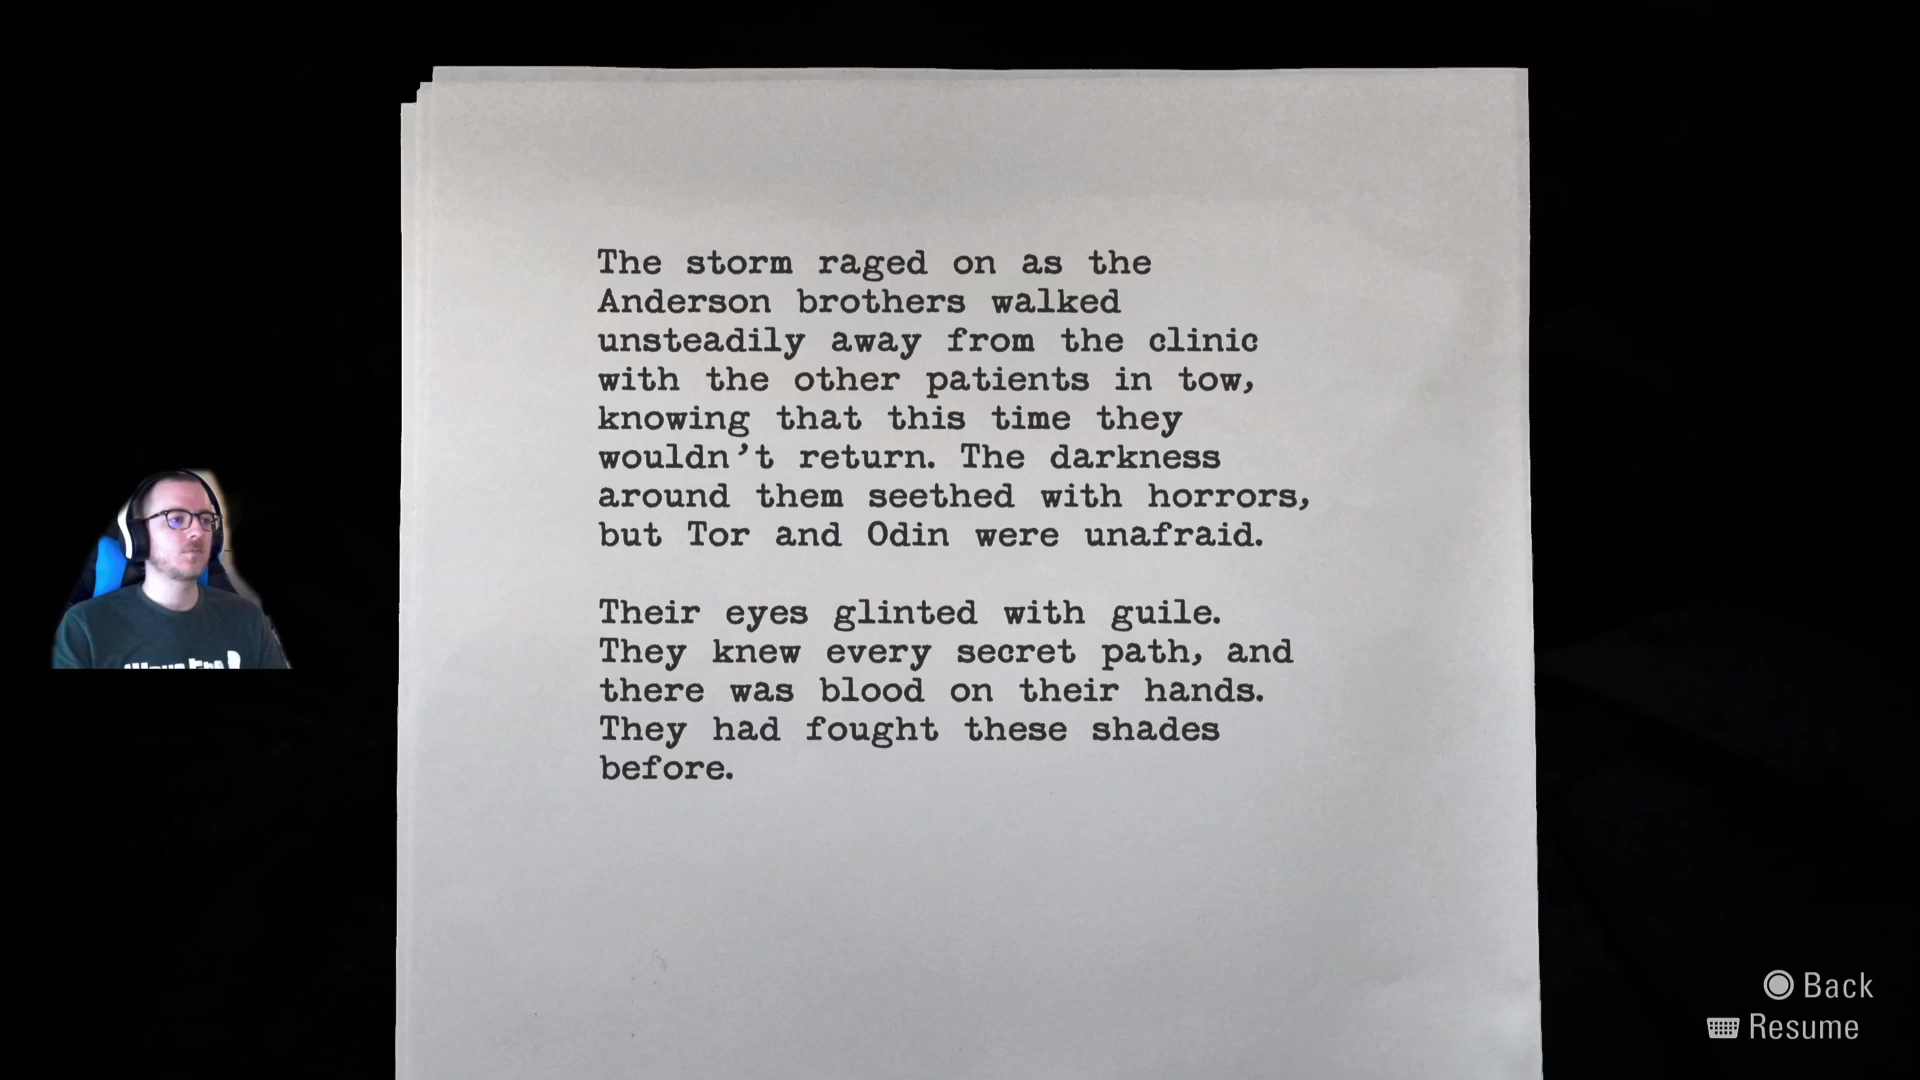 The storm raged on as the
Anderson brothers walked
unsteadily away from the clinic
with the other patients in tow,
knowing that this time they
wouldn't return. The darkness
around them seethed with horrors,
but Tor and Odin were unafraid.
Their eyes glinted with guile.
They knew every secret path, and
there was blood on their hands.
They had fought these shades
before.
Back
Resume